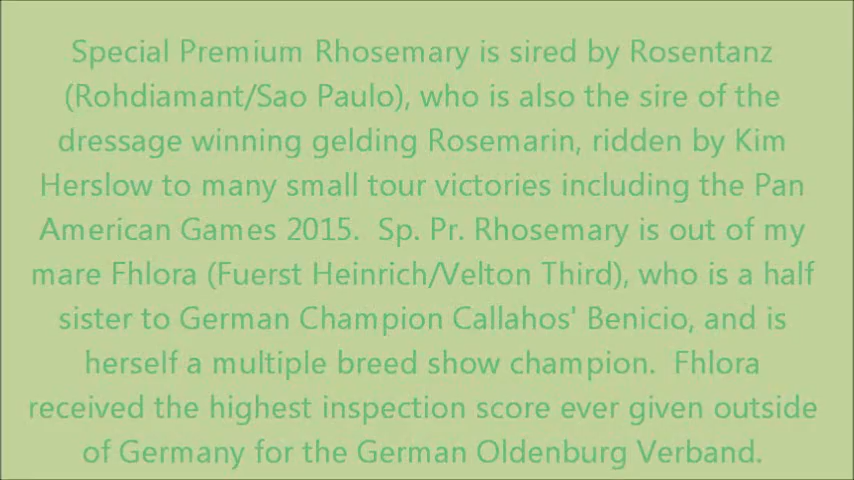 Special Premium Rhosemary is sired by Rosentanz
(Rohdiamant/Sao Paulo), who is also the sire of the
dressage winning gelding Rosemarin, ridden by Kim
Herslow to many small tour victories including the Pan
American Games 2015.  Sp. Pr. Rhosemary is out of my
mare Fhlora (Fuerst Heinrich/Velton Third), who is a half
sister to German Champion Callahos' Benicio, and is
herself a multiple breed show champion.  Fhlora
received the highest inspection score ever given outside
of Germany for the German Oldenburg Verband.